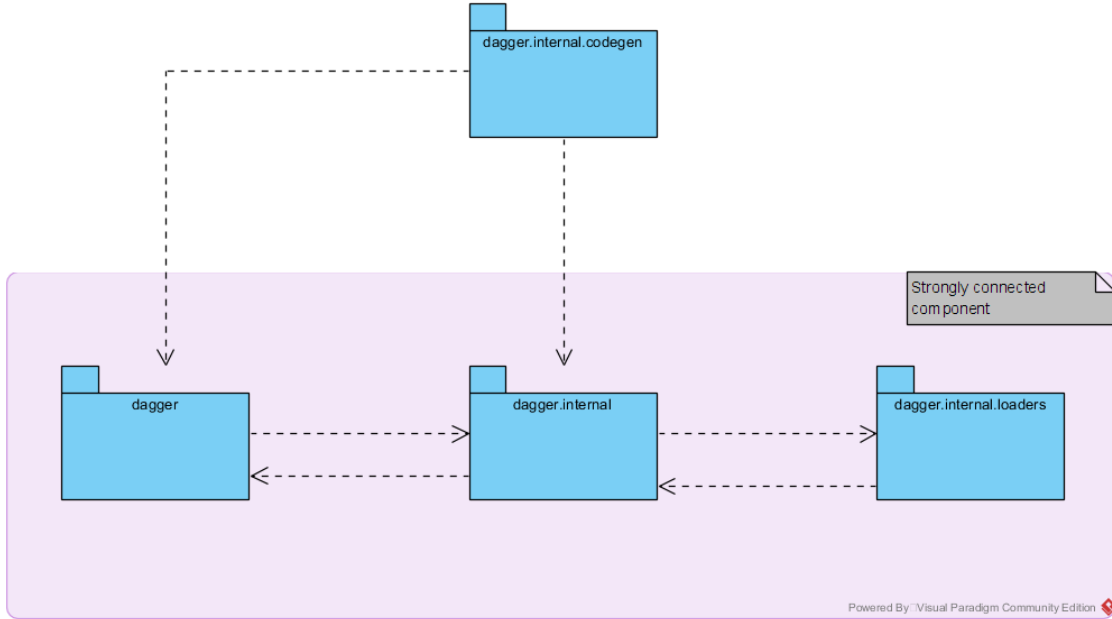 dagger.internal.codegen
Strongly connected
component
dagger
dagger.internal
dagger.internal.loaders
Powered By Visual Paradigm Community Edition